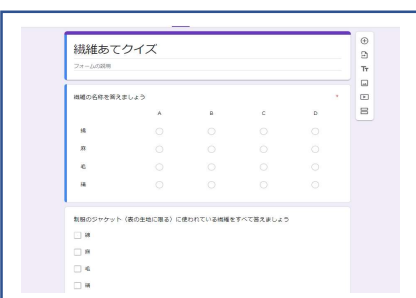 繊維あてクイズ
フォームの説明
繊維の名称を答えましょう *
A B C D
綿
麻
毛
絹
制服のジャケット（表の生地に限る）に使われている繊維をすべて答えましょう
綿
麻
毛
絹
Tт